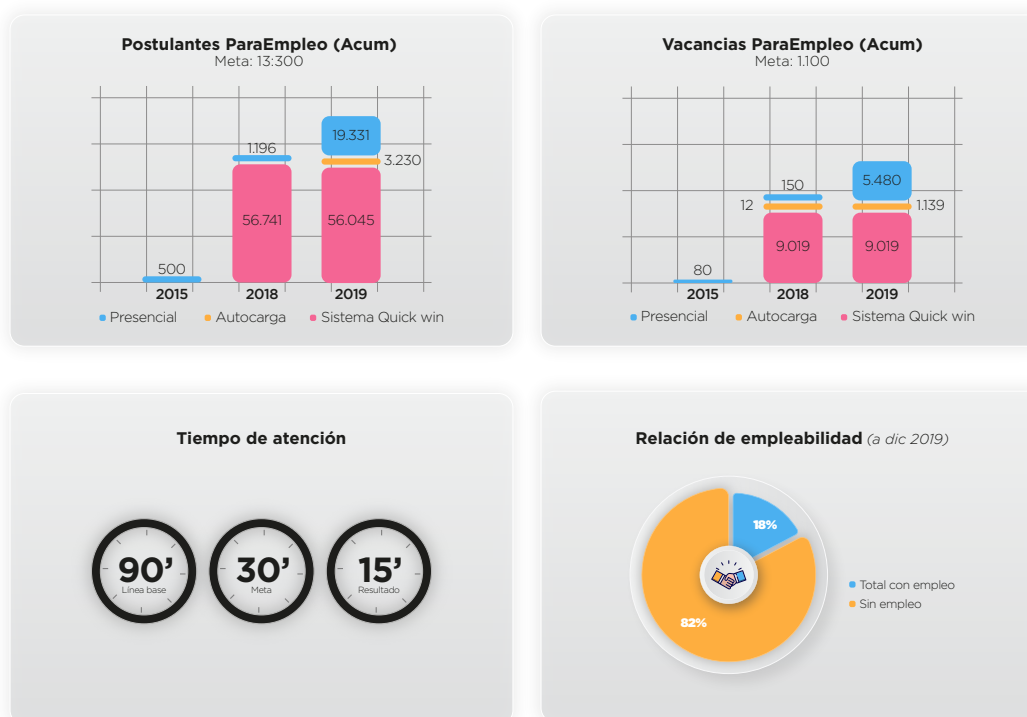 Postulantes ParaEmpleo (Acum)
Meta: 13:300
19.331
1.196
3.230
56.741
56.045
500
2015
2018
2019
Presencial
Autocarga
Sistema Quick win
Vacancias ParaEmpleo (Acum)
Meta: 1.100
5.480
150
12
1.139
9.019
9.019
80
2015
2018
2019
Presencial
Autocarga
Sistema Quick win
Tiempo de atención
90’
Línea base
30’
Meta
15’
Resultado
Relación de empleabilidad (a dic 2019)
18%
82%
Total con empleo
Sin empleo